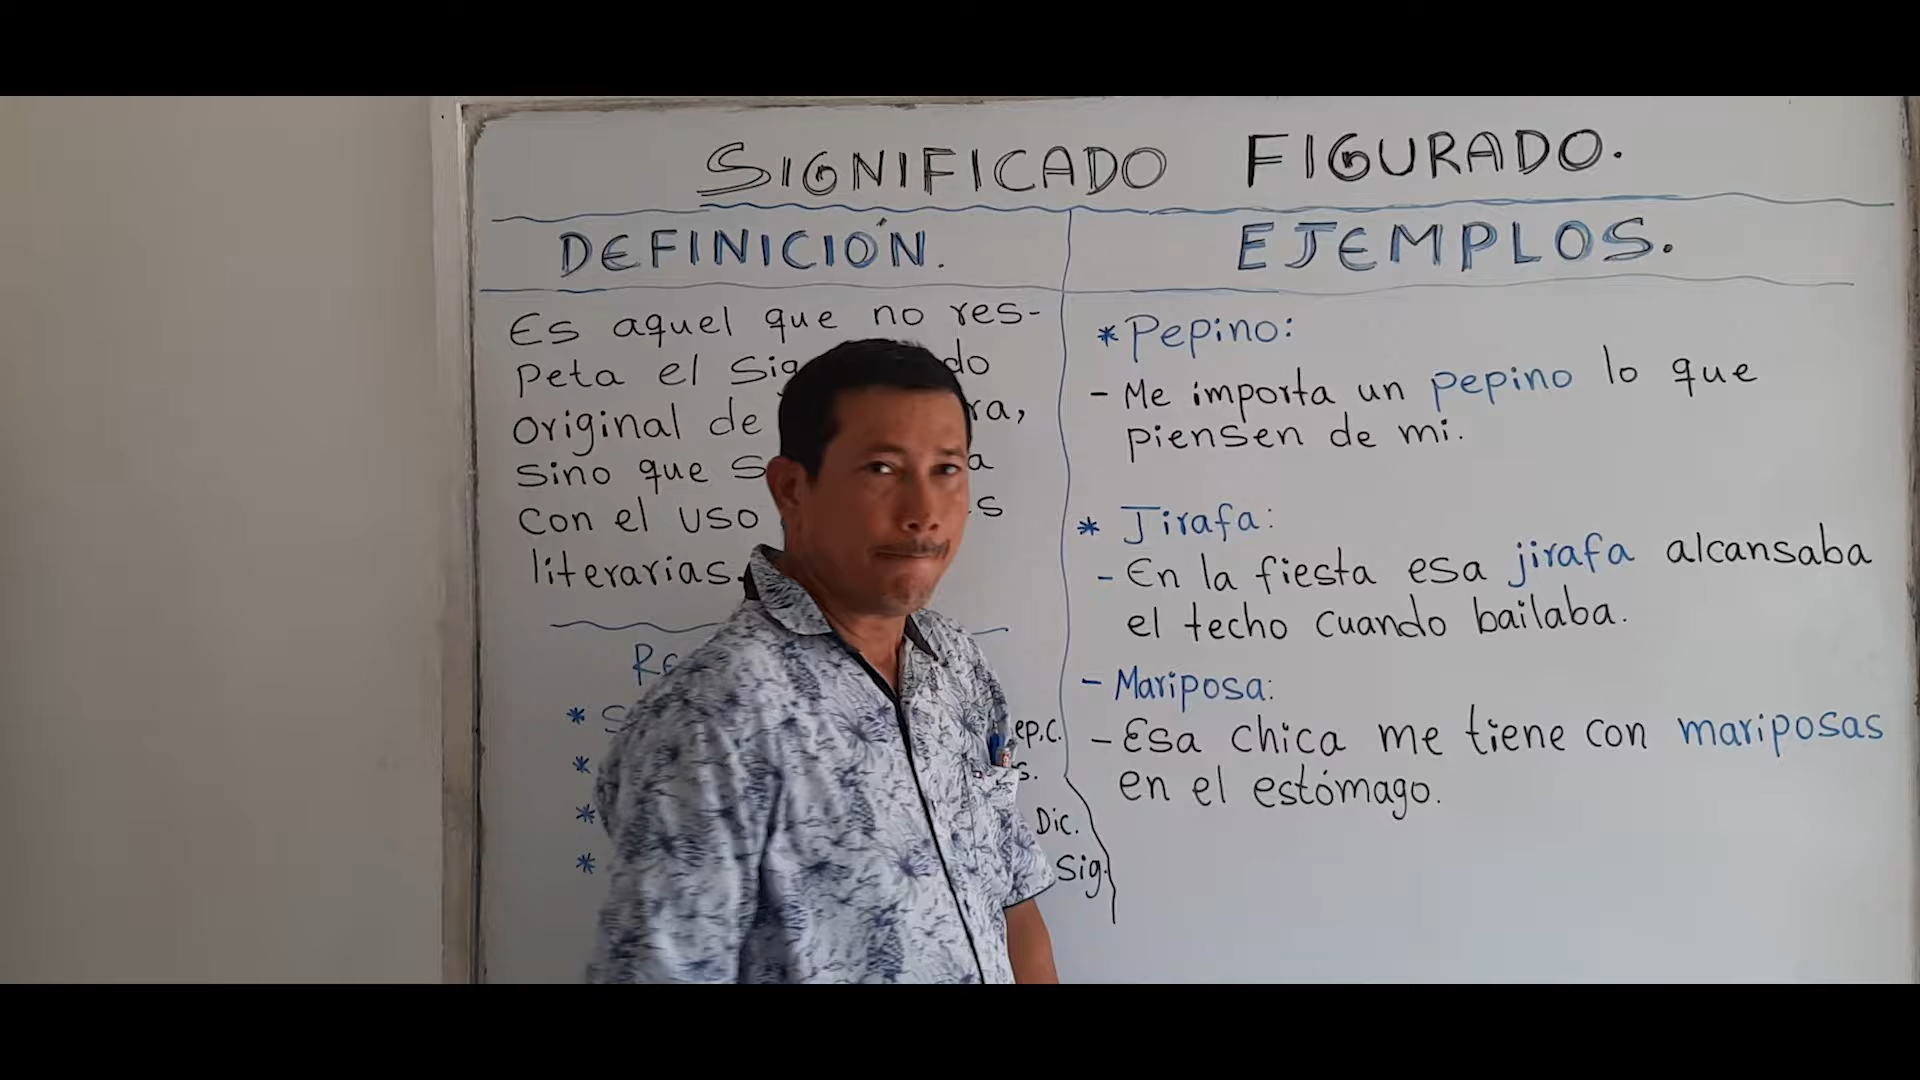 SIGNIFICADO FIGURADO.
DEFINICIÓN.
Es aquel que no res-
peta el
original de
sino que
con el uso
literarias.
*
*
*
*
ep.c.
s.
Dic.
Sig.
EJEMPLOS.
* Pepino:
- Me importa un pepino lo que
piensen de mi.
* Jirafa:
- En la fiesta esa jirafa alcansaba
el techo cuando bailaba.
- Mariposa:
- Esa chica me tiene con mariposas
en el estómago.